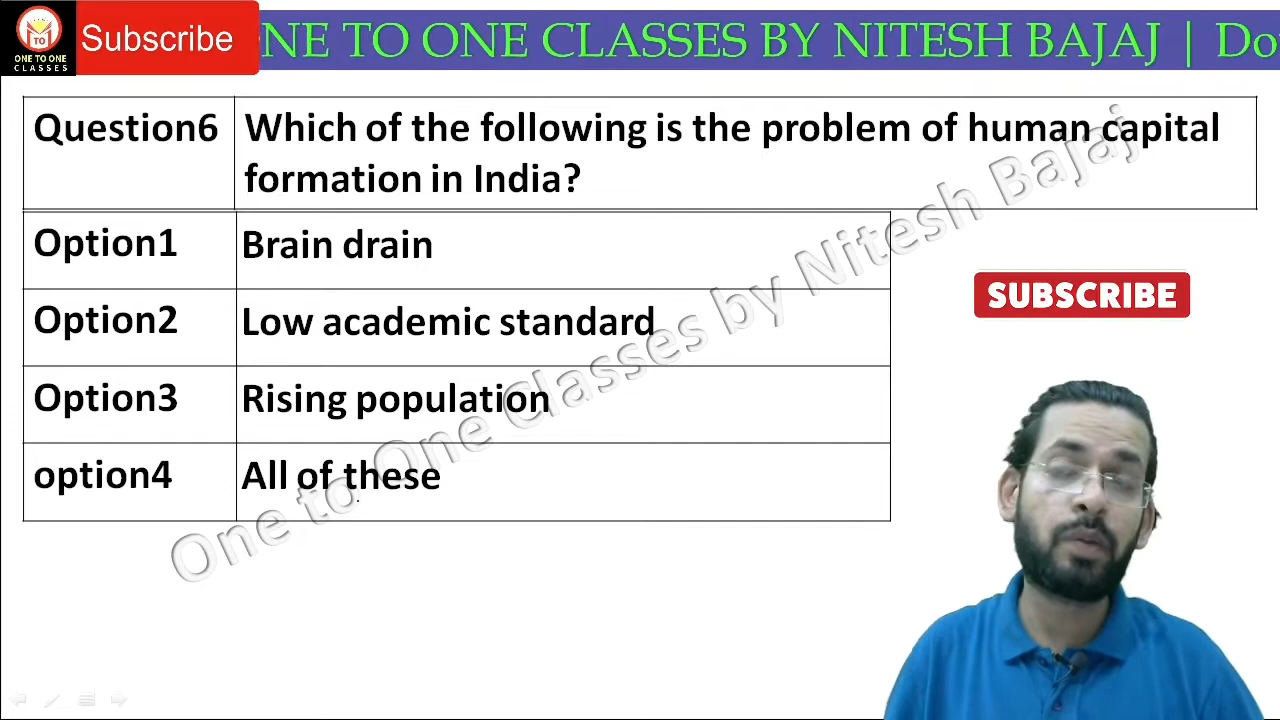 TO
ONE TO ONE
CLASSES
Subscribe
NE TO ONE CLASSES BY NITESH BAJAJ | Do
Question6 Which of the following is the problem of human capital
formation in India?
Option1 Brain drain
Option2 Low academic standard
Option3 Rising population
option4 All of these
SUBSCRIBE
One to One Classes by Nitesh Bajaj